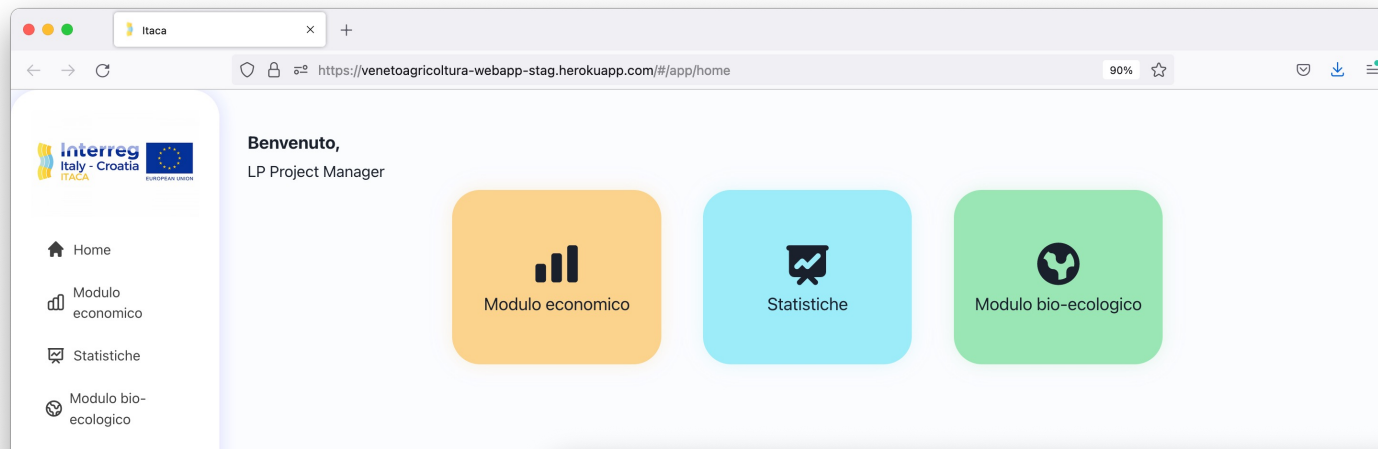 Itaca
https://venetoagricoltura-webapp-stag.herokuapp.com/#/app/home
90%
Interreg
Italy - Croatia
ITACA
EUROPEAN UNION
Benvenuto,
LP Project Manager
Home
Modulo
economico
Statistiche
Modulo bio-
ecologico
Modulo economico
Statistiche
Modulo bio-ecologico